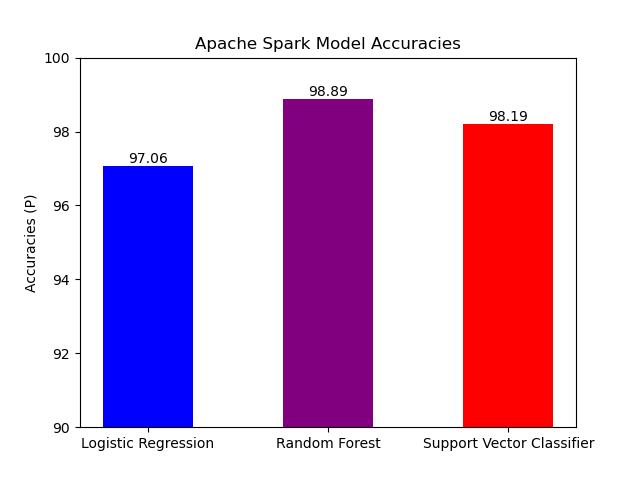 Apache Spark Model Accuracies
Accuracies (P)
100
98
96
94
92
90
97.06
98.89
98.19
Logistic Regression
Random Forest
Support Vector Classifier